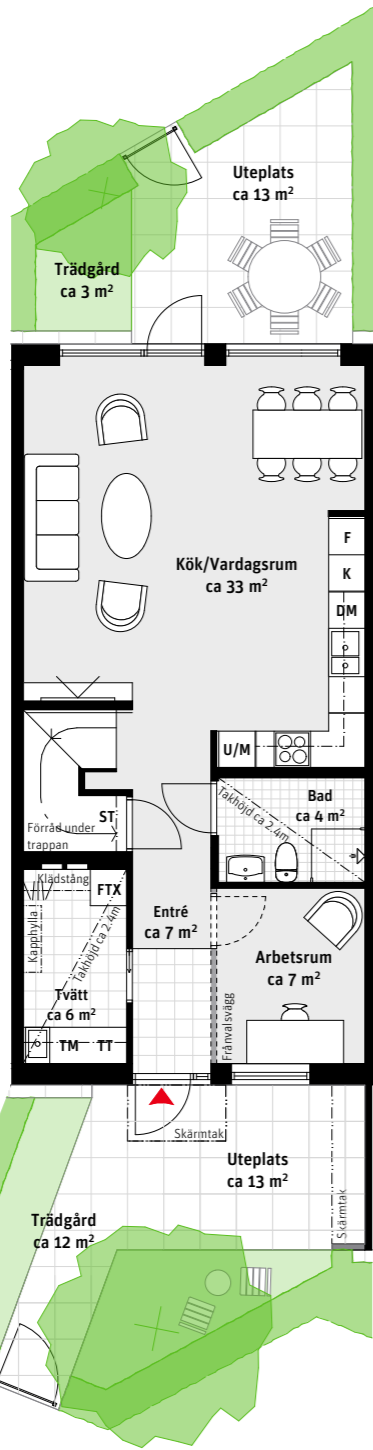 Uteplats
ca 13 m²
Trädgård
ca 3 m²
Kök/Vardagsrum
ca 33 m²
F
K
DM
U/M
ST
Förråd under
trappan
Bad
ca 4 m²
Takhöjd ca 2.4m
Klädstång
FTX
Kapphylla
Takhöjd ca 2.4m
Tvätt
ca 6 m²
TM
TT
Entré
ca 7 m²
Arbetsrum
ca 7 m²
Frånvalsvägg
Skärmtak
Uteplats
ca 13 m²
Skärmtak
Trädgård
ca 12 m²